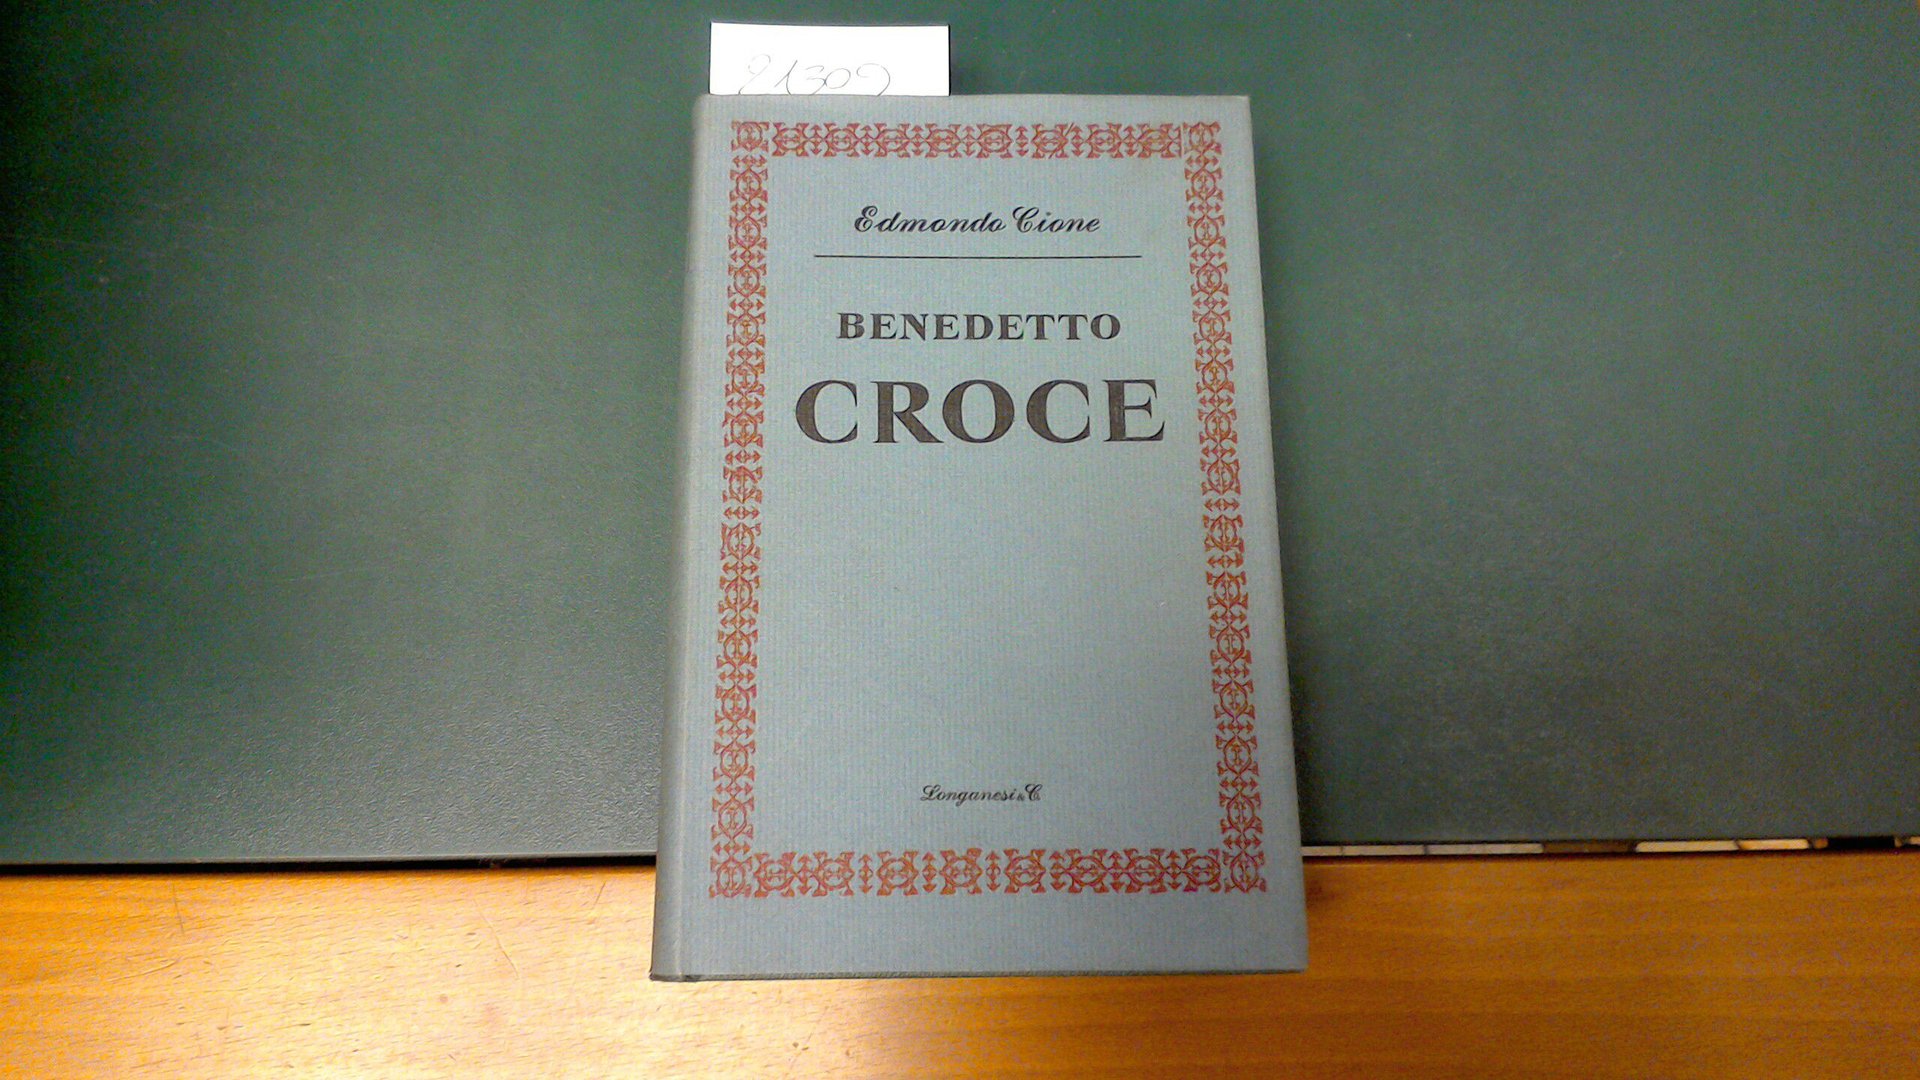 21309
Edmondo Cione
BENEDETTO
CROCE
Longanesi & C.